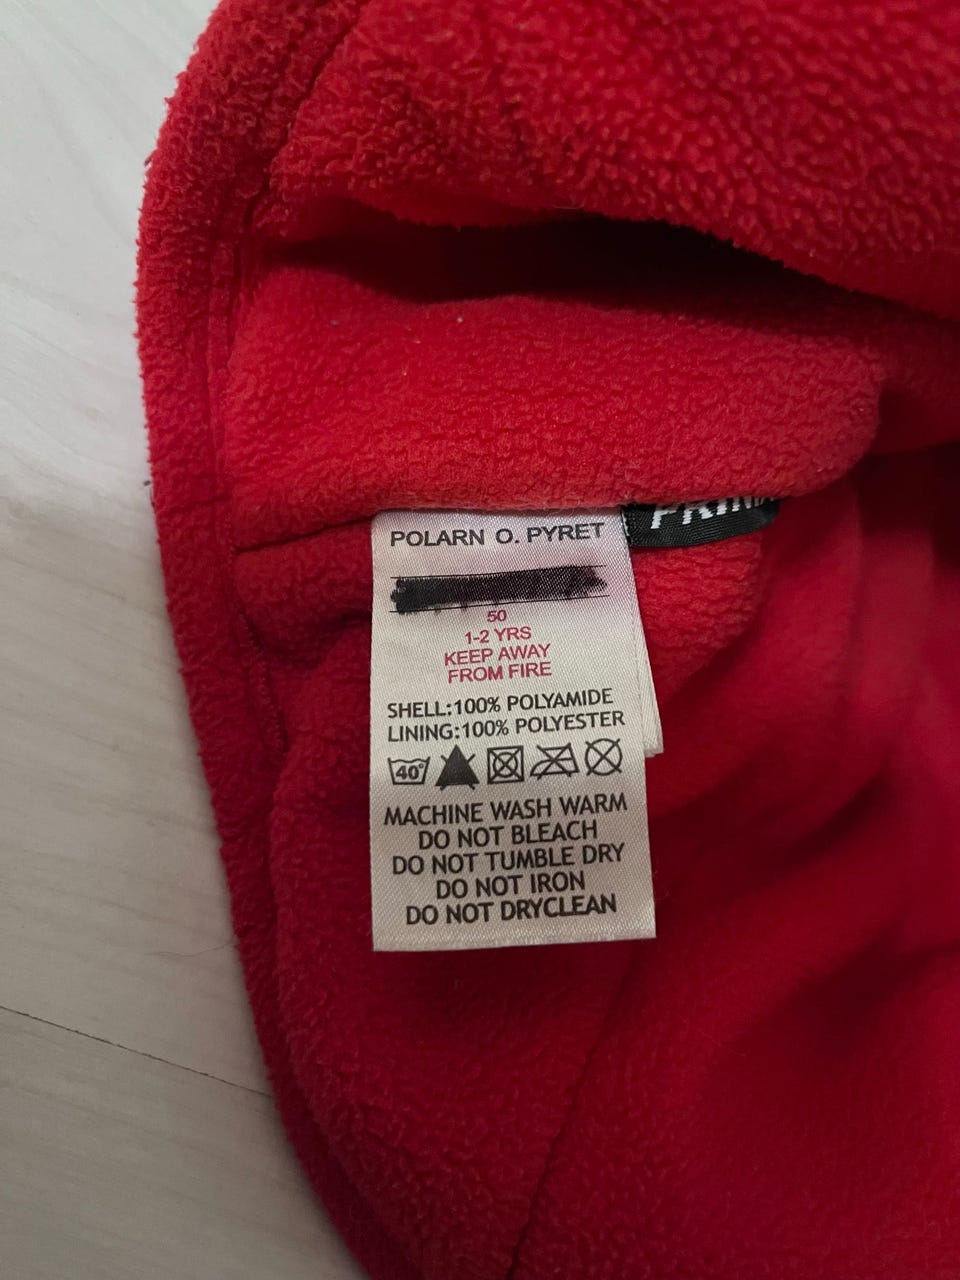 POLARN O. PYRET
50
1-2 YRS
KEEP AWAY
FROM FIRE
SHELL:100% POLYAMIDE
LINING:100% POLYESTER
40°
MACHINE WASH WARM
DO NOT BLEACH
DO NOT TUMBLE DRY
DO NOT IRON
DO NOT DRYCLEAN